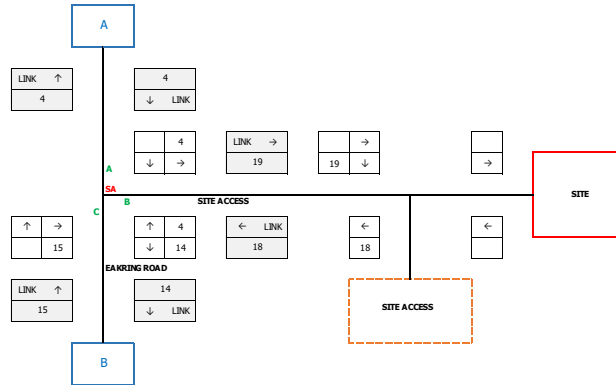 A
LINK ↑
4
4
↓ LINK
4
↓ →
LINK →
19
→
19 ↓
→
A
SA
B
C
SITE ACCESS
SITE
↑ →
15
↑ 4
↓ 14
← LINK
18
←
18
←
EAKRING ROAD
LINK ↑
15
14
↓ LINK
SITE ACCESS
B